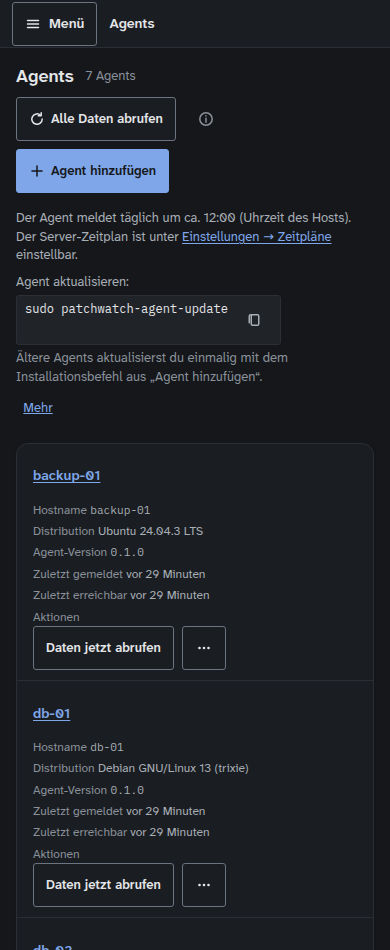 Menü
Agents
Agents 7 Agents
Alle Daten abrufen
Agent hinzufügen
Der Agent meldet täglich um ca. 12:00 (Uhrzeit des Hosts).
Der Server-Zeitplan ist unter Einstellungen → Zeitpläne
einstellbar.
Agent aktualisieren:
sudo patchwatch-agent-update
Ältere Agents aktualisierst du einmalig mit dem
Installationsbefehl aus „Agent hinzufügen“.
Mehr
backup-01
Hostname backup-01
Distribution Ubuntu 24.04.3 LTS
Agent-Version 0.1.0
Zuletzt gemeldet vor 29 Minuten
Zuletzt erreichbar vor 29 Minuten
Aktionen
Daten jetzt abrufen ...
db-01
Hostname db-01
Distribution Debian GNU/Linux 13 (trixie)
Agent-Version 0.1.0
Zuletzt gemeldet vor 29 Minuten
Zuletzt erreichbar vor 29 Minuten
Aktionen
Daten jetzt abrufen ...